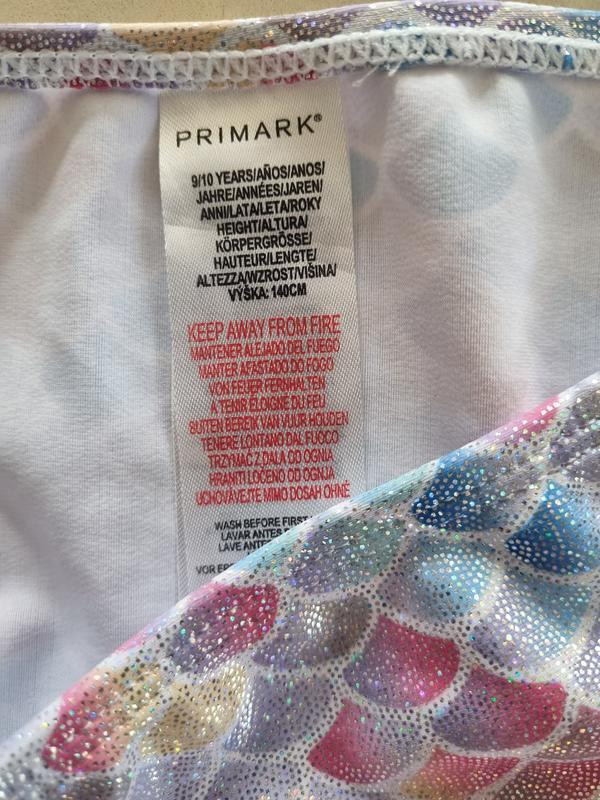 PRIMARK®
9/10 YEARS/AÑOS/ANOS/
JAHRE/ANNÉES/JAREN/
ANNI/LATA/LETA/ROKY
HEIGHT/ALTURA/
KÖRPERGRÖSSE/
HAUTEUR/LENGTE/
ALTEZZA/WZROST/VIŠINA/
VÝŠKA: 140CM
KEEP AWAY FROM FIRE
MANTENER ALEJADO DEL FUEGO
MANTER AFASTADO DO FOGO
VON FEUER FERNHALTEN
A TENIR ÉLOIGNE DU FEU
BUITEN BEREIK VAN VUUR HOUDEN
TENERE LONTANO DAL FUOCO
TRZYMAC Z DALA OD OGNIA
HRANITI LOČENO OD OGNJA
UCHOVÁVEJTE MIMO DOSAH OHNĚ
WASH BEFORE FIRST
LAVAR ANTES
LAVE
VOR